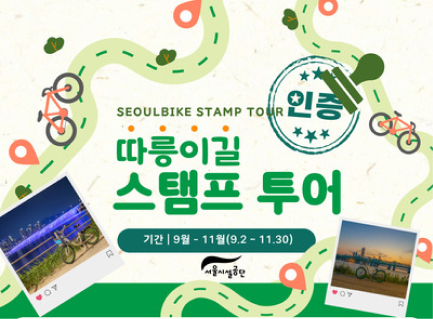 SEOULBIKE STAMP TOUR
인증
따릉이길
스탬프 투어
기간 | 9월 - 11월(9.2 - 11.30)
서울시설공단